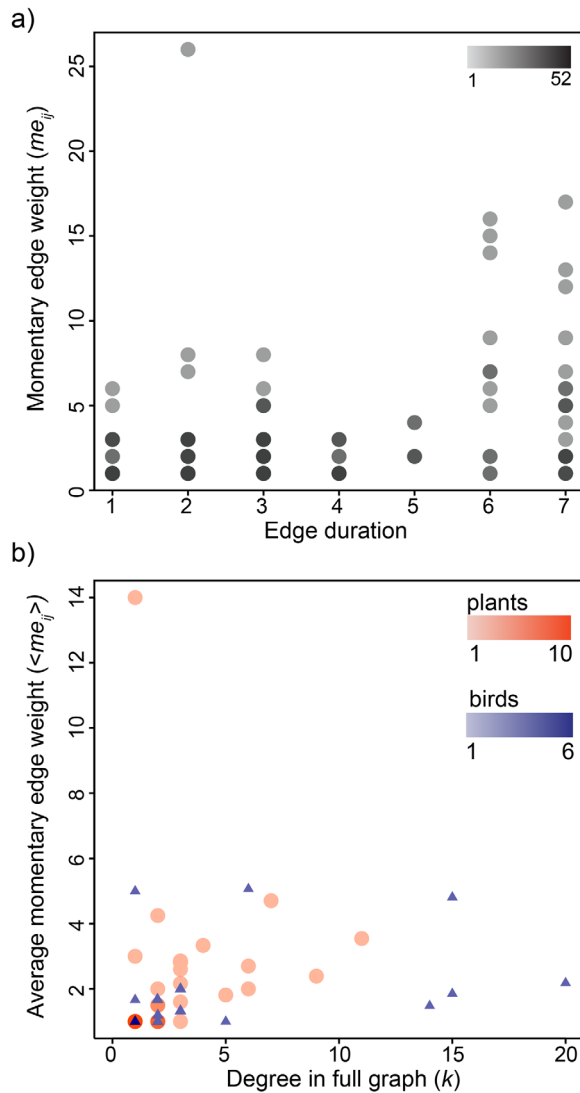 a)
Momentary edge weight (me_ij)
25
20
15
10
5
0
1 52
1 2 3 4 5 6 7
Edge duration
b)
Average momentary edge weight (<me_ij>)
14
12
10
8
6
4
2
plants
1 10
birds
1 6
0 5 10 15 20
Degree in full graph (k)